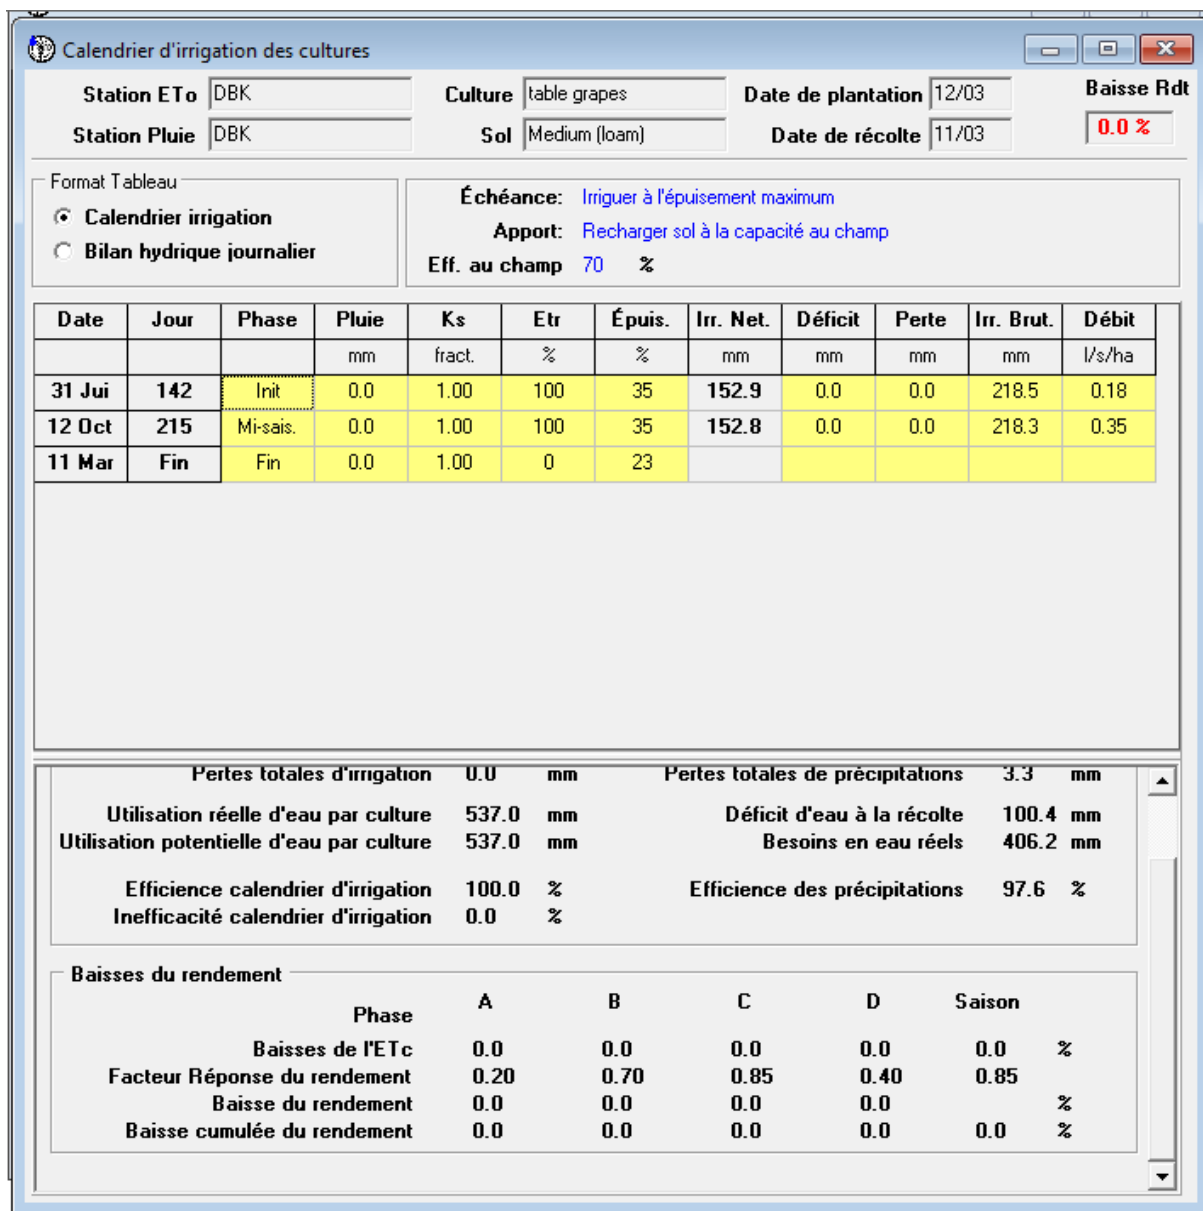 Calendrier d'irrigation des cultures
Station ETo DBK Culture table grapes Date de plantation 12/03 Baisse Rdt
Station Pluie DBK Sol Medium (loam) Date de récolte 11/03 0.0 %
Format Tableau
Calendrier irrigation
Bilan hydrique journalier
Échéance: Irriguer à l'épuisement maximum
Apport: Recharger sol à la capacité au champ
Eff. au champ 70 %
Date Jour Phase Pluie Ks Etr Épuis. Irr. Net. Déficit Perte Irr. Brut. Débit
mm fract. % % mm mm mm mm l/s/ha
31 Jui 142 Init 0.0 1.00 100 35 152.9 0.0 0.0 218.5 0.18
12 Oct 215 Mi-sais. 0.0 1.00 100 35 152.8 0.0 0.0 218.3 0.35
11 Mar Fin Fin 0.0 1.00 0 23
Pertes totales d'irrigation 0.0 mm Pertes totales de précipitations 3.3 mm
Utilisation réelle d'eau par culture 537.0 mm Déficit d'eau à la récolte 100.4 mm
Utilisation potentielle d'eau par culture 537.0 mm Besoins en eau réels 406.2 mm
Efficience calendrier d'irrigation 100.0 % Efficience des précipitations 97.6 %
Inefficacité calendrier d'irrigation 0.0 %
Baisses du rendement
Phase A B C D Saison
Baisses de l'ETc 0.0 0.0 0.0 0.0 0.0 %
Facteur Réponse du rendement 0.20 0.70 0.85 0.40 0.85
Baisse du rendement 0.0 0.0 0.0 0.0 %
Baisse cumulée du rendement 0.0 0.0 0.0 0.0 0.0 %